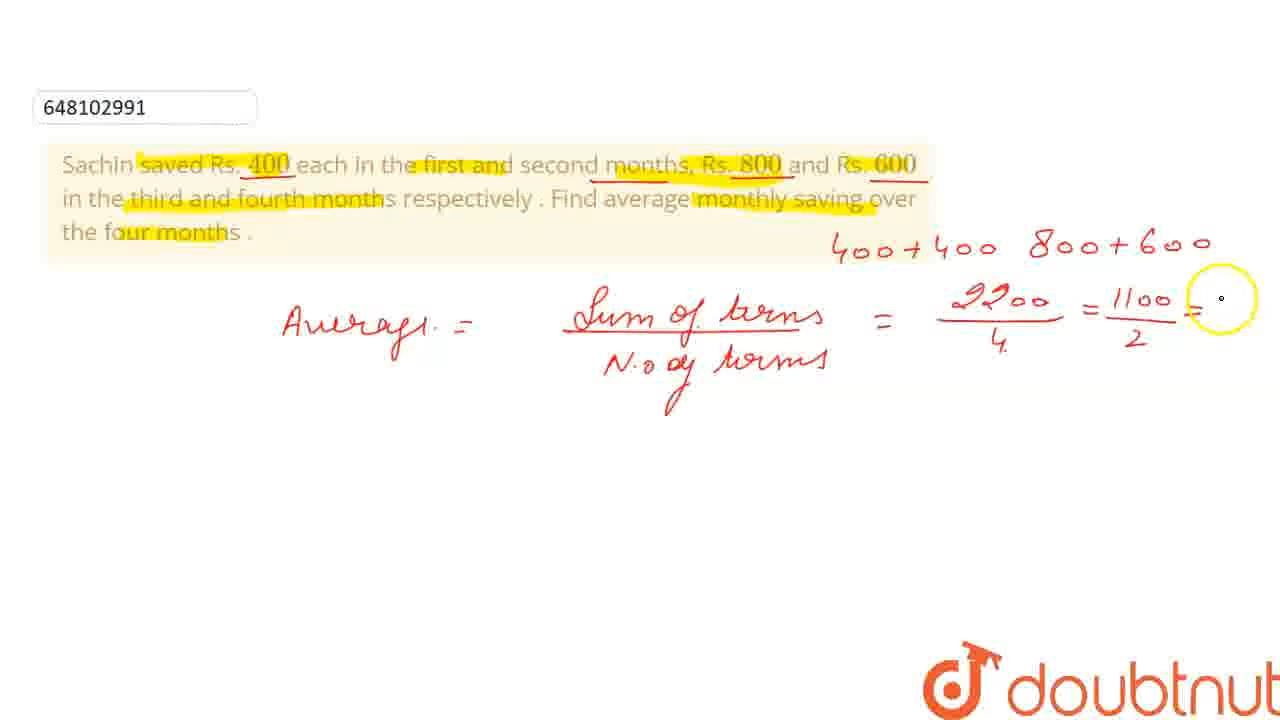 648102991
Sachin saved Rs. 400 each in the first and second months, Rs. 800 and Rs. 600
in the third and fourth months respectively . Find average monthly saving over
the four months .
400+400 800+600
Average = Sum of terms / N.o of terms = 2200 / 4 = 1100 / 2 =
doubtnut